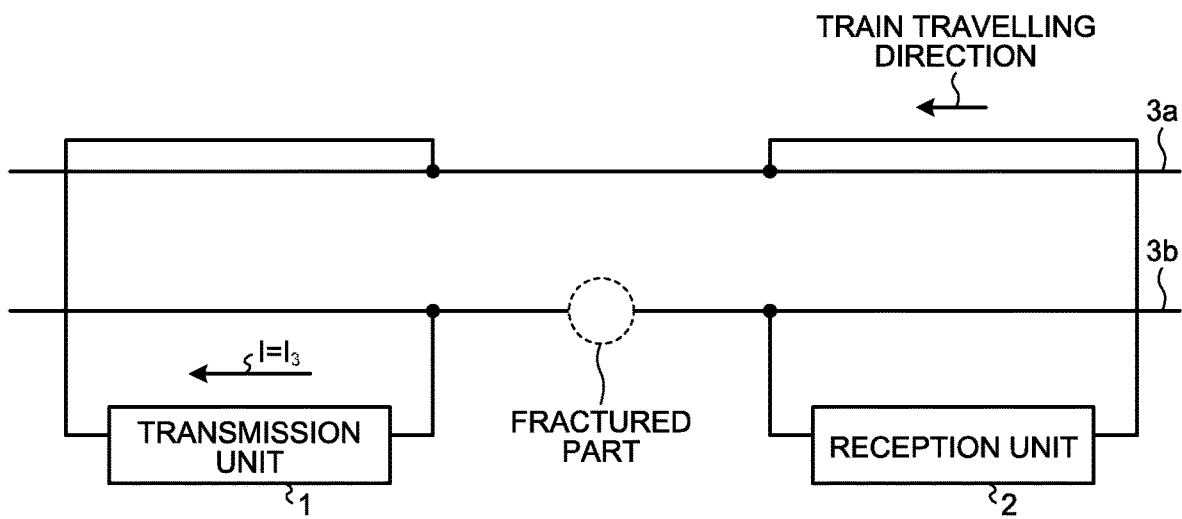 TRAIN TRAVELLING
DIRECTION
3a
3b
I=I₃
TRANSMISSION
UNIT
1
FRACTURED
PART
RECEPTION UNIT
2